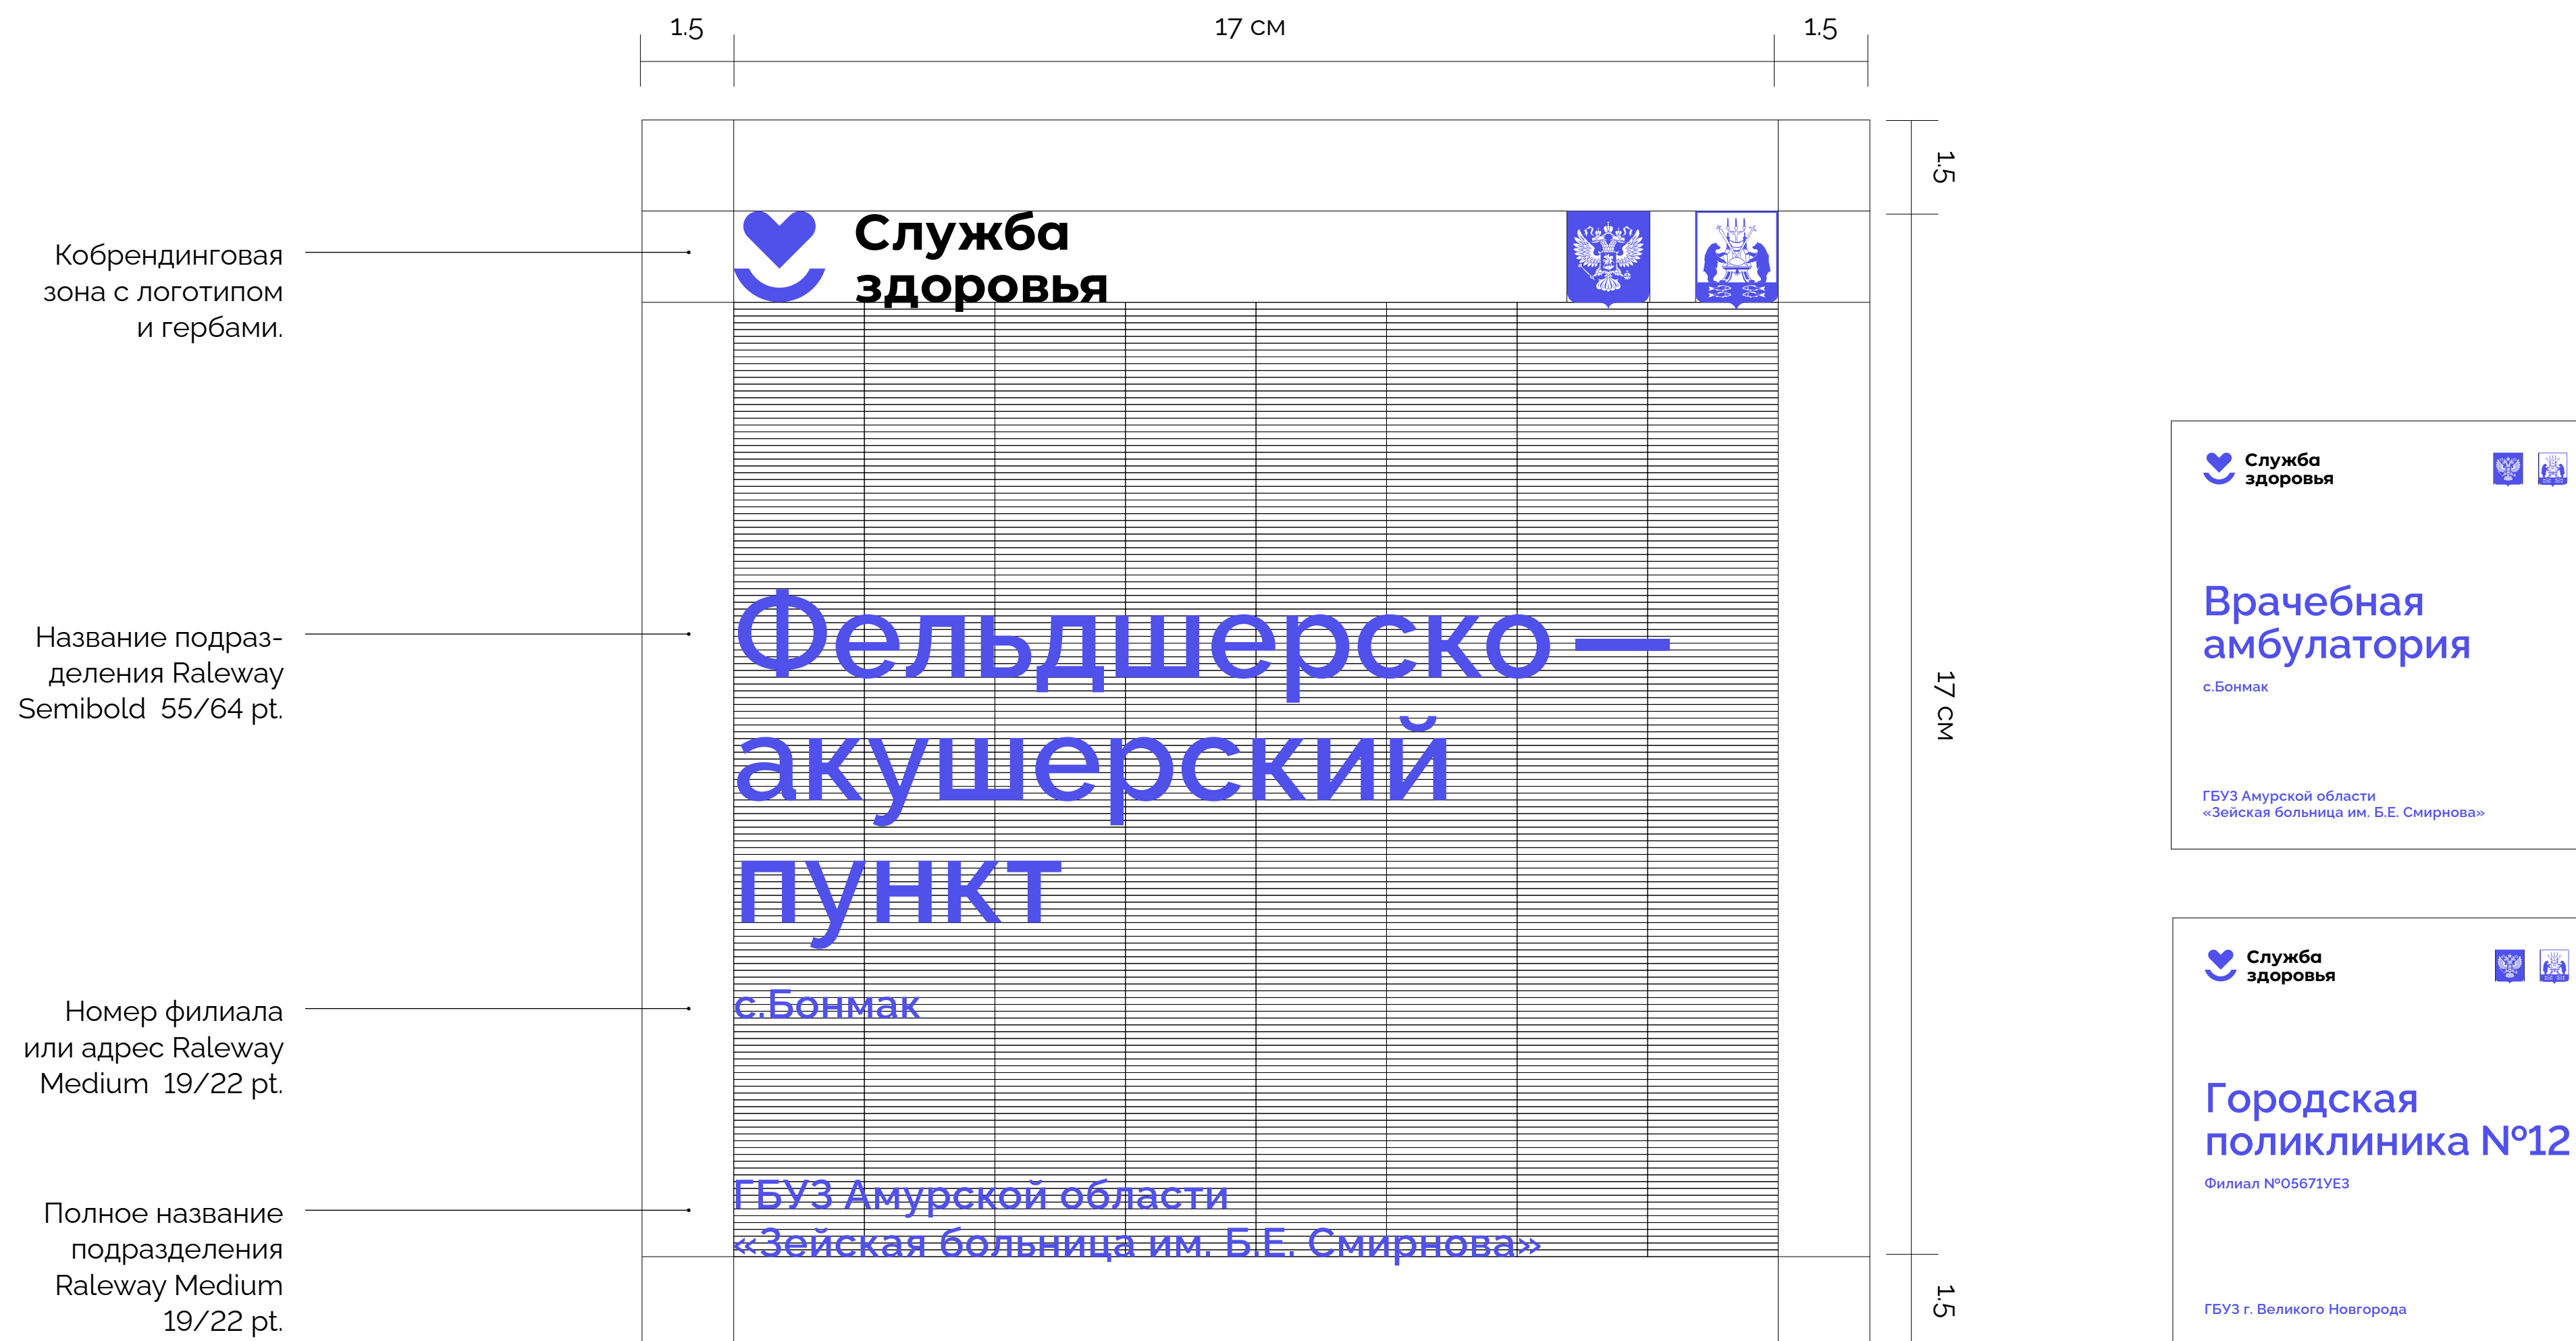 1.5
17 см
1.5
1.5
17 см
1.5
Кобрендинговая
зона с логотипом
и гербами.
Название подраз-
деления Raleway
Semibold 55/64 pt.
Номер филиала
или адрес Raleway
Medium 19/22 pt.
Полное название
подразделения
Raleway Medium
19/22 pt.
Служба
здоровья
Фельдшерско —
акушерский
пункт
с.Бонмак
ГБУЗ Амурской области
«Зейская больница им. Б.Е. Смирнова»
Служба
здоровья
Врачебная
амбулатория
с.Бонмак
ГБУЗ Амурской области
«Зейская больница им. Б.Е. Смирнова»
Служба
здоровья
Городская
поликлиника №12
Филиал №05671УЕЗ
ГБУЗ г. Великого Новгорода